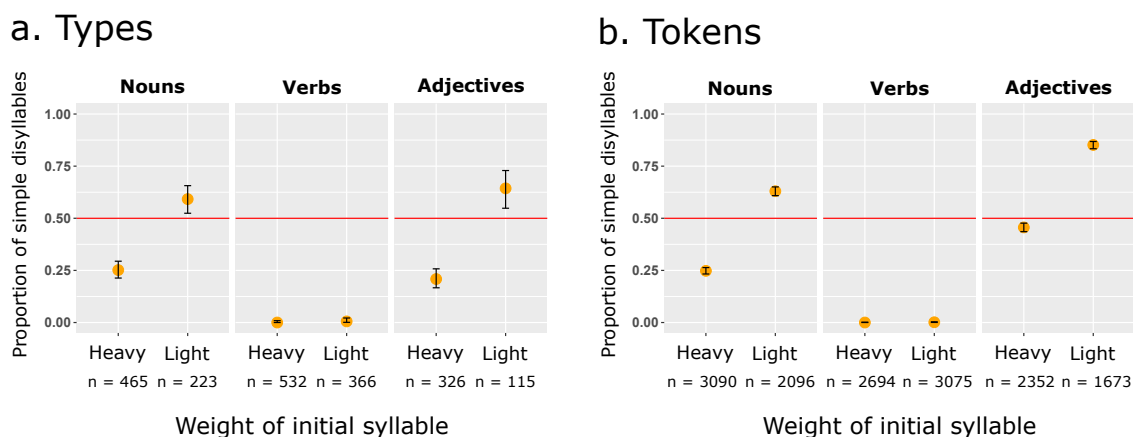 a. Types
Proportion of simple disyllables
Nouns Verbs Adjectives
1.00
0.75
0.50
0.25
0.00
Heavy Light Heavy Light Heavy Light
n = 465 n = 223 n = 532 n = 366 n = 326 n = 115
Weight of initial syllable
b. Tokens
Proportion of simple disyllables
Nouns Verbs Adjectives
1.00
0.75
0.50
0.25
0.00
Heavy Light Heavy Light Heavy Light
n = 3090 n = 2096 n = 2694 n = 3075 n = 2352 n = 1673
Weight of initial syllable